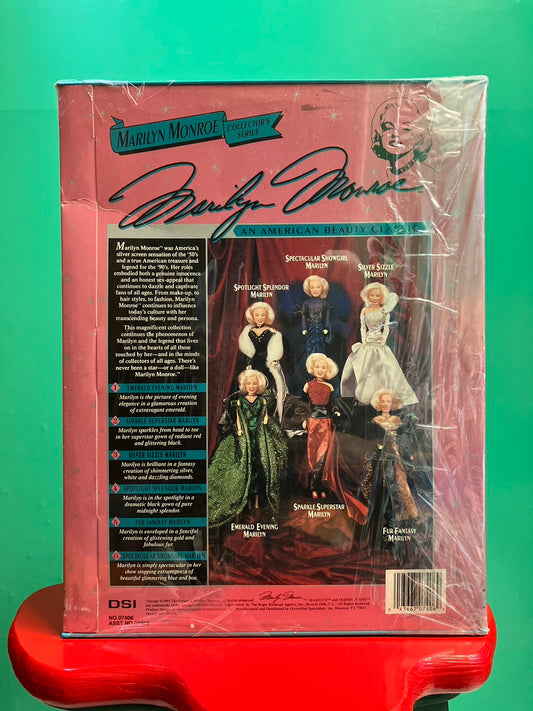 MARILYN MONROE
COLLECTOR'S
SERIES
Marilyn Monroe
AN AMERICAN BEAUTY CLASSIC
Marilyn Monroe™ was America's
silver screen sensation of the '50's
and a true American treasure and
legend for the '90's. Her roles
embodied both a genuine innocence
and an honest sex-appeal that
continues to dazzle and captivate
fans of all ages. From make-up, to
hair styles, to fashion, Marilyn
Monroe™ continues to influence
today's culture with her
transcending beauty and persona.
This magnificent collection
continues the phenomenon of
Marilyn and the legend that lives
on in the hearts of all those
touched by her—and in the minds
of collectors of all ages. There's
never been a star—or a doll—like
Marilyn Monroe.™
1 EMERALD EVENING MARILYN
Marilyn is the picture of evening
elegance in a glamorous creation
of extravagant emerald.
2 SPARKLE SUPERSTAR MARILYN
Marilyn sparkles from head to toe
in her superstar gown of radiant red
and glittering black.
3 SILVER SIZZLE MARILYN
Marilyn is brilliant in a fantasy
creation of shimmering silver,
white and dazzling diamonds.
4 SPOTLIGHT SPLENDOR MARILYN
Marilyn is in the spotlight in a
dramatic black gown of pure
midnight splendor.
5 FUR FANTASY MARILYN
Marilyn is enveloped in a fanciful
creation of glistening gold and
fabulous fur.
6 SPECTACULAR SHOWGIRL MARILYN
Marilyn is simply spectacular in her
show stopping extravaganza of
beautiful glimmering blue and boa.
SPECTACULAR SHOWGIRL
MARILYN
SILVER SIZZLE
MARILYN
SPOTLIGHT SPLENDOR
MARILYN
SPARKLE SUPERSTAR
MARILYN
EMERALD EVENING
MARILYN
FUR FANTASY
MARILYN
DSI
NO.07406
ASST NO.
Marilyn Monroe